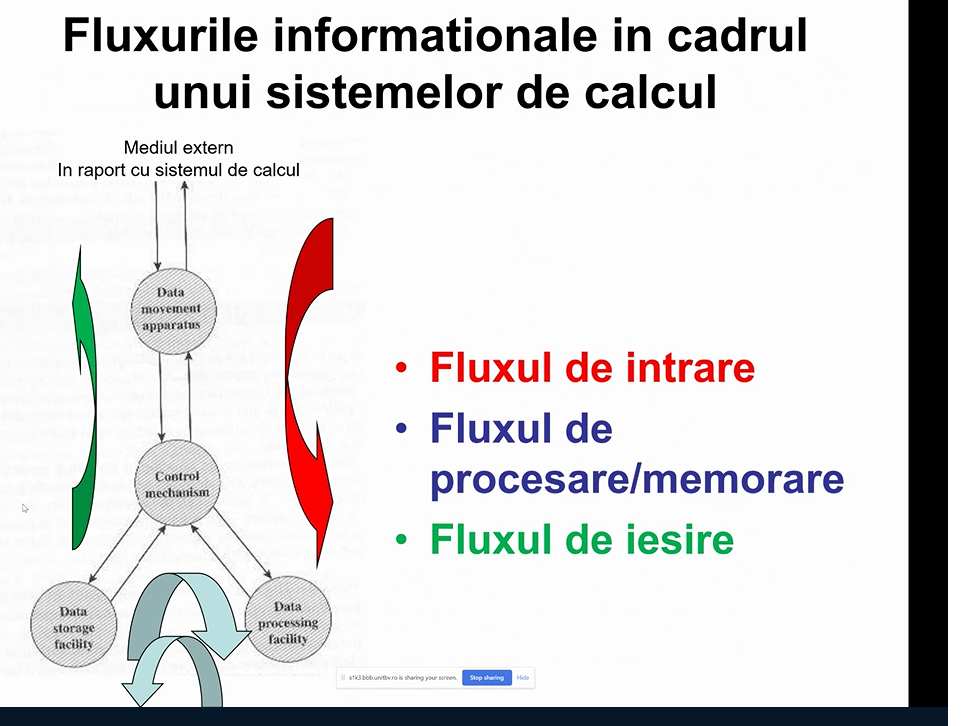 Fluxurile informationale in cadrul
unui sistemelor de calcul
Mediul extern
In raport cu sistemul de calcul
Data
movement
apparatus
Control
mechanism
Data
storage
facility
Data
processing
facility
• Fluxul de intrare
• Fluxul de
procesare/memorare
• Fluxul de iesire
s1k3.bbb.unitbv.ro is sharing your screen. Stop sharing Hide